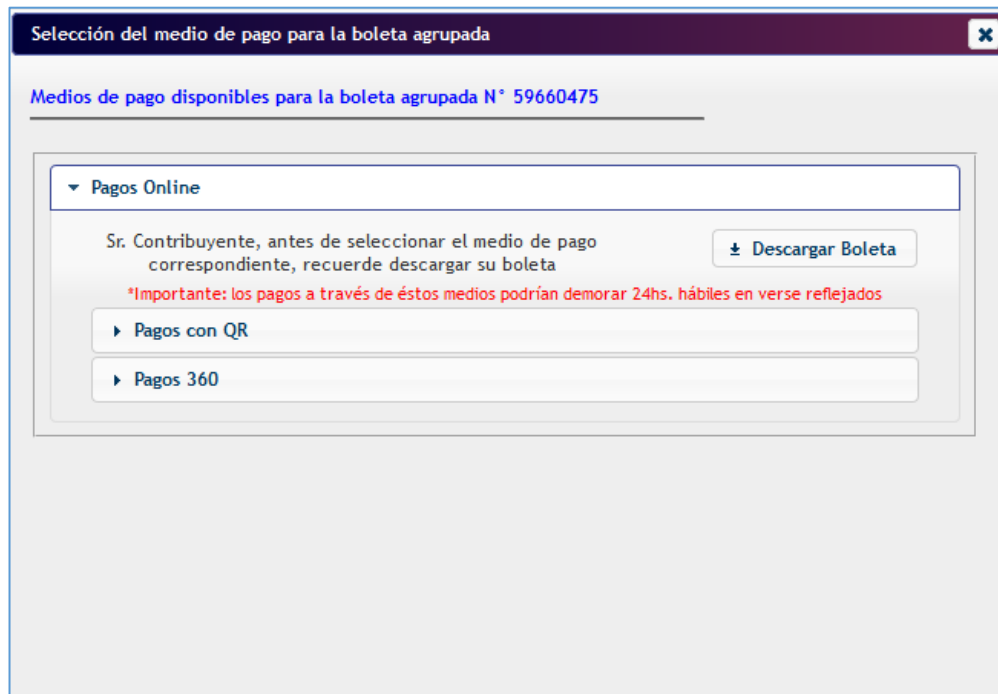 Selección del medio de pago para la boleta agrupada
Medios de pago disponibles para la boleta agrupada N° 59660475
Pagos Online
Sr. Contribuyente, antes de seleccionar el medio de pago
correspondiente, recuerde descargar su boleta
Descargar Boleta
*Importante: los pagos a través de éstos medios podrían demorar 24hs. hábiles en verse reflejados
Pagos con QR
Pagos 360